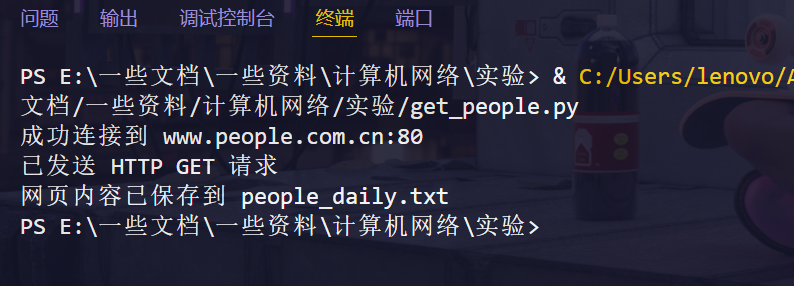 问题 输出 调试控制台 终端 端口
PS E:\一些文档\一些资料\计算机网络\实验> & C:/Users/lenovo/
文档/一些资料/计算机网络/实验/get_people.py
成功连接到 www.people.com.cn:80
已发送 HTTP GET 请求
网页内容已保存到 people_daily.txt
PS E:\一些文档\一些资料\计算机网络\实验>